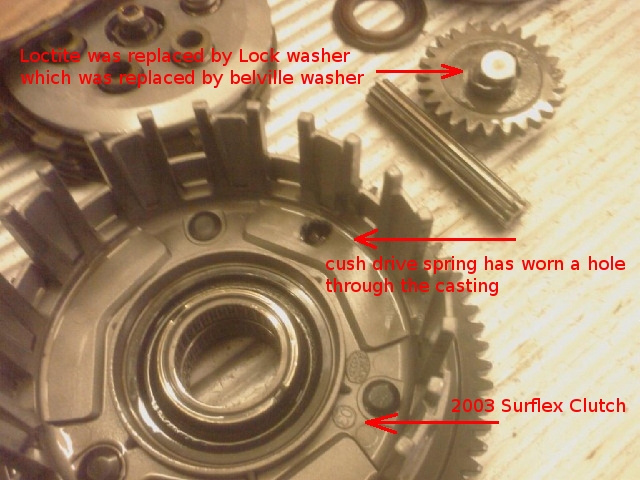 Loctite was replaced by Lock washer
which was replaced by belville washer
cush drive spring has worn a hole
through the casting
2003 Surflex Clutch